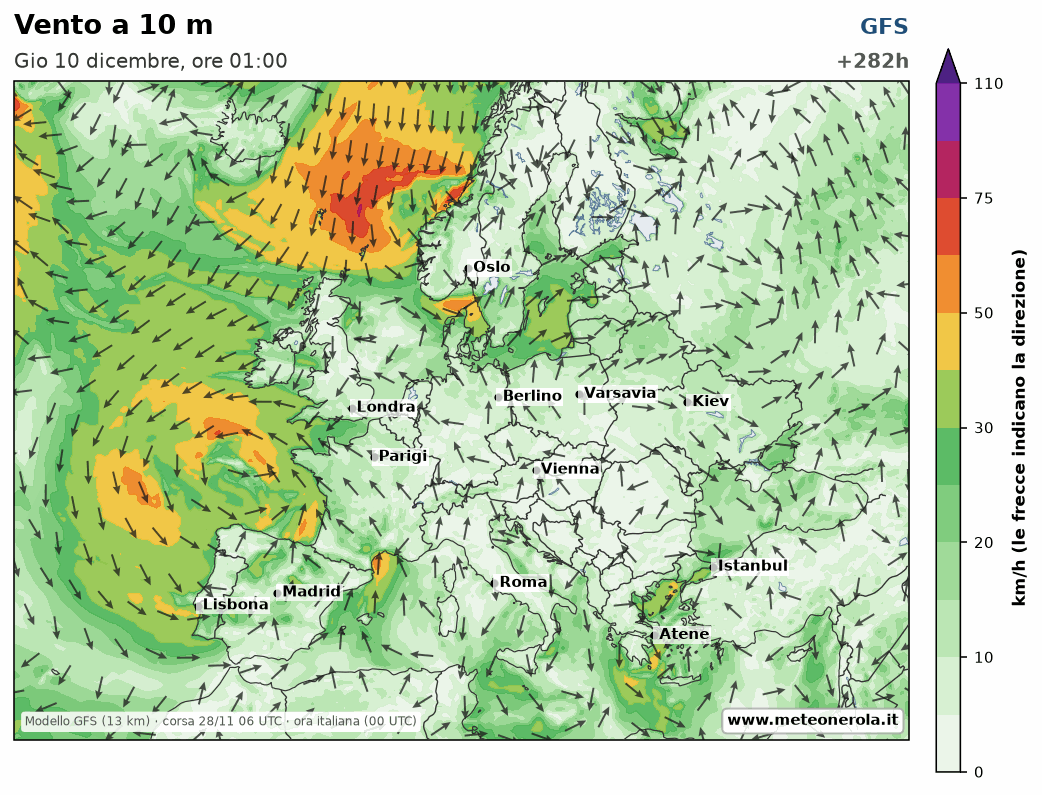 Vento a 10 m
GFS
Gio 10 dicembre, ore 01:00
+282h
110
75
50
30
20
10
0
km/h (le frecce indicano la direzione)
Oslo
Berlino
Varsavia
Kiev
Londra
Parigi
Vienna
Istanbul
Roma
Madrid
Lisbona
Atene
Modello GFS (13 km) · corsa 28/11 06 UTC · ora italiana (00 UTC)
www.meteonerola.it